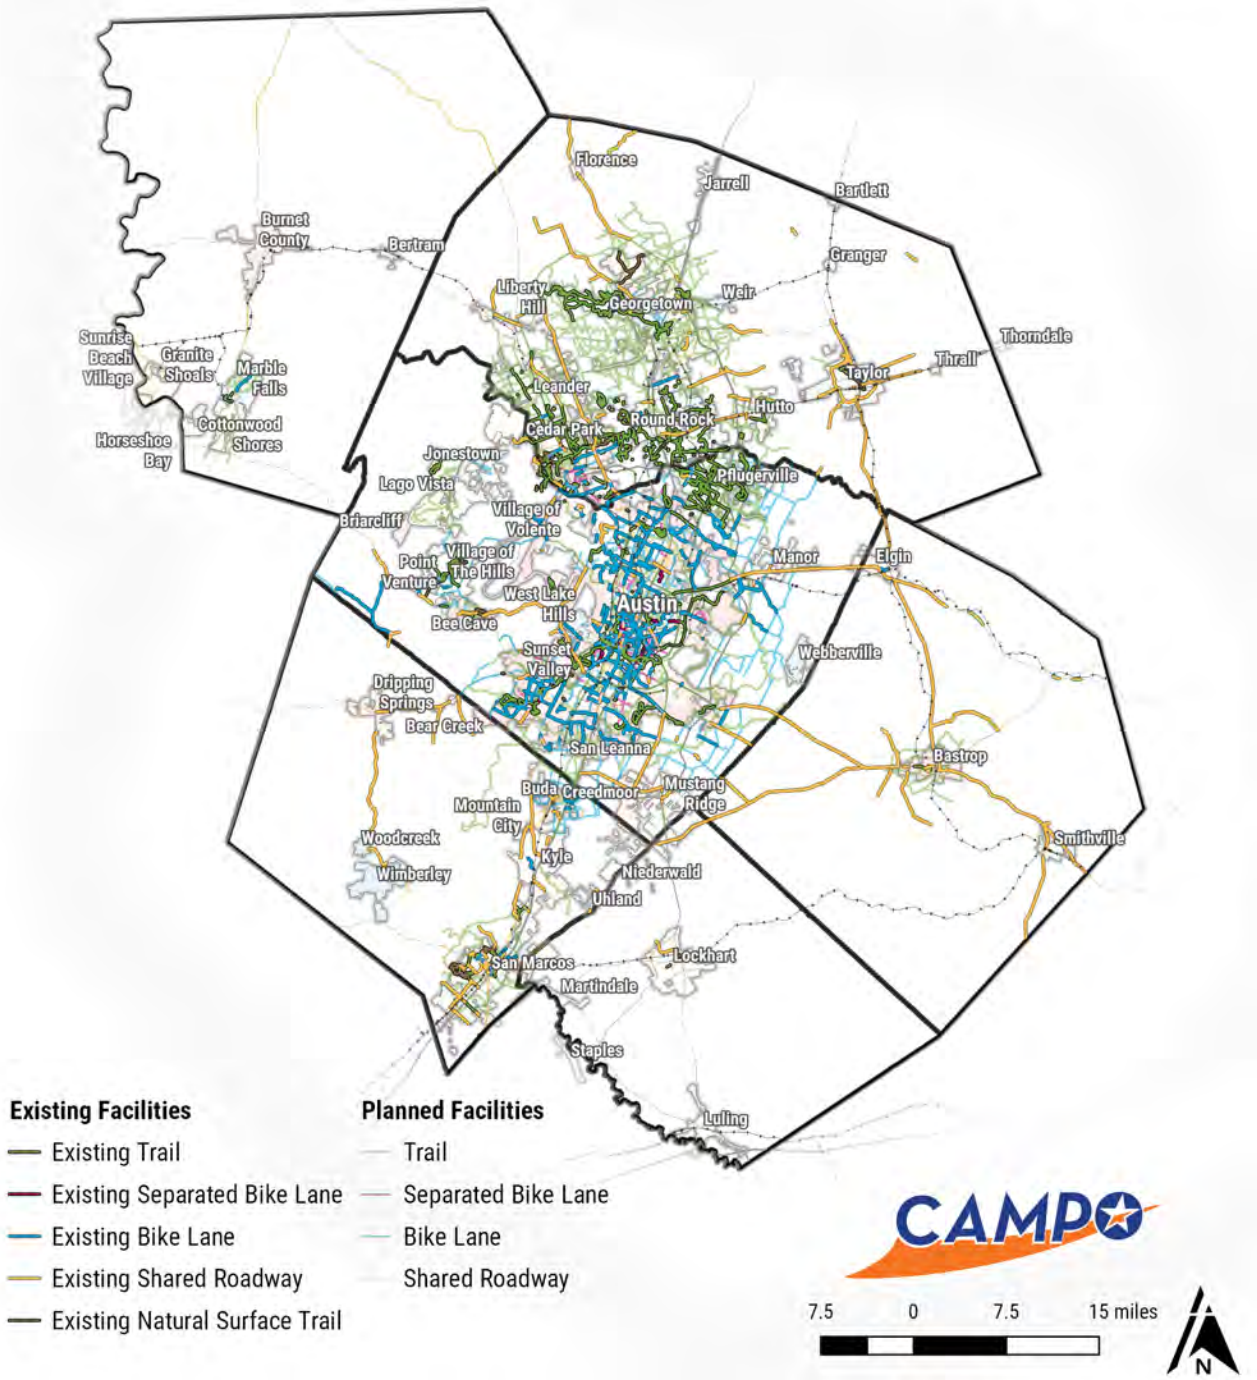 Florence
Jarrell
Bartlett
Burnet
County
Bertram
Granger
Liberty
Hill
Georgetown
Weir
Sunrise
Beach
Village
Granite
Shoals
Marble
Falls
Thorndale
Thrall
Taylor
Leander
Hutto
Cottonwood
Shores
Horseshoe
Bay
Cedar Park
Round Rock
Jonestown
Lago Vista
Pflugerville
Briarcliff
Village of
Volente
Point
Venture
Village of
The Hills
Manor
Elgin
West Lake
Hills
Austin
Bee Cave
Sunset
Valley
Webberville
Dripping
Springs
Bear Creek
San Leanna
Bastrop
Buda
Creedmoor
Mustang
Ridge
Mountain
City
Woodcreek
Smithville
Kyle
Wimberley
Niederwald
Uhland
San Marcos
Lockhart
Martindale
Staples
Luling
Existing Facilities
Existing Trail
Existing Separated Bike Lane
Existing Bike Lane
Existing Shared Roadway
Existing Natural Surface Trail
Planned Facilities
Trail
Separated Bike Lane
Bike Lane
Shared Roadway
CAMPO
7.5 0 7.5 15 miles
N